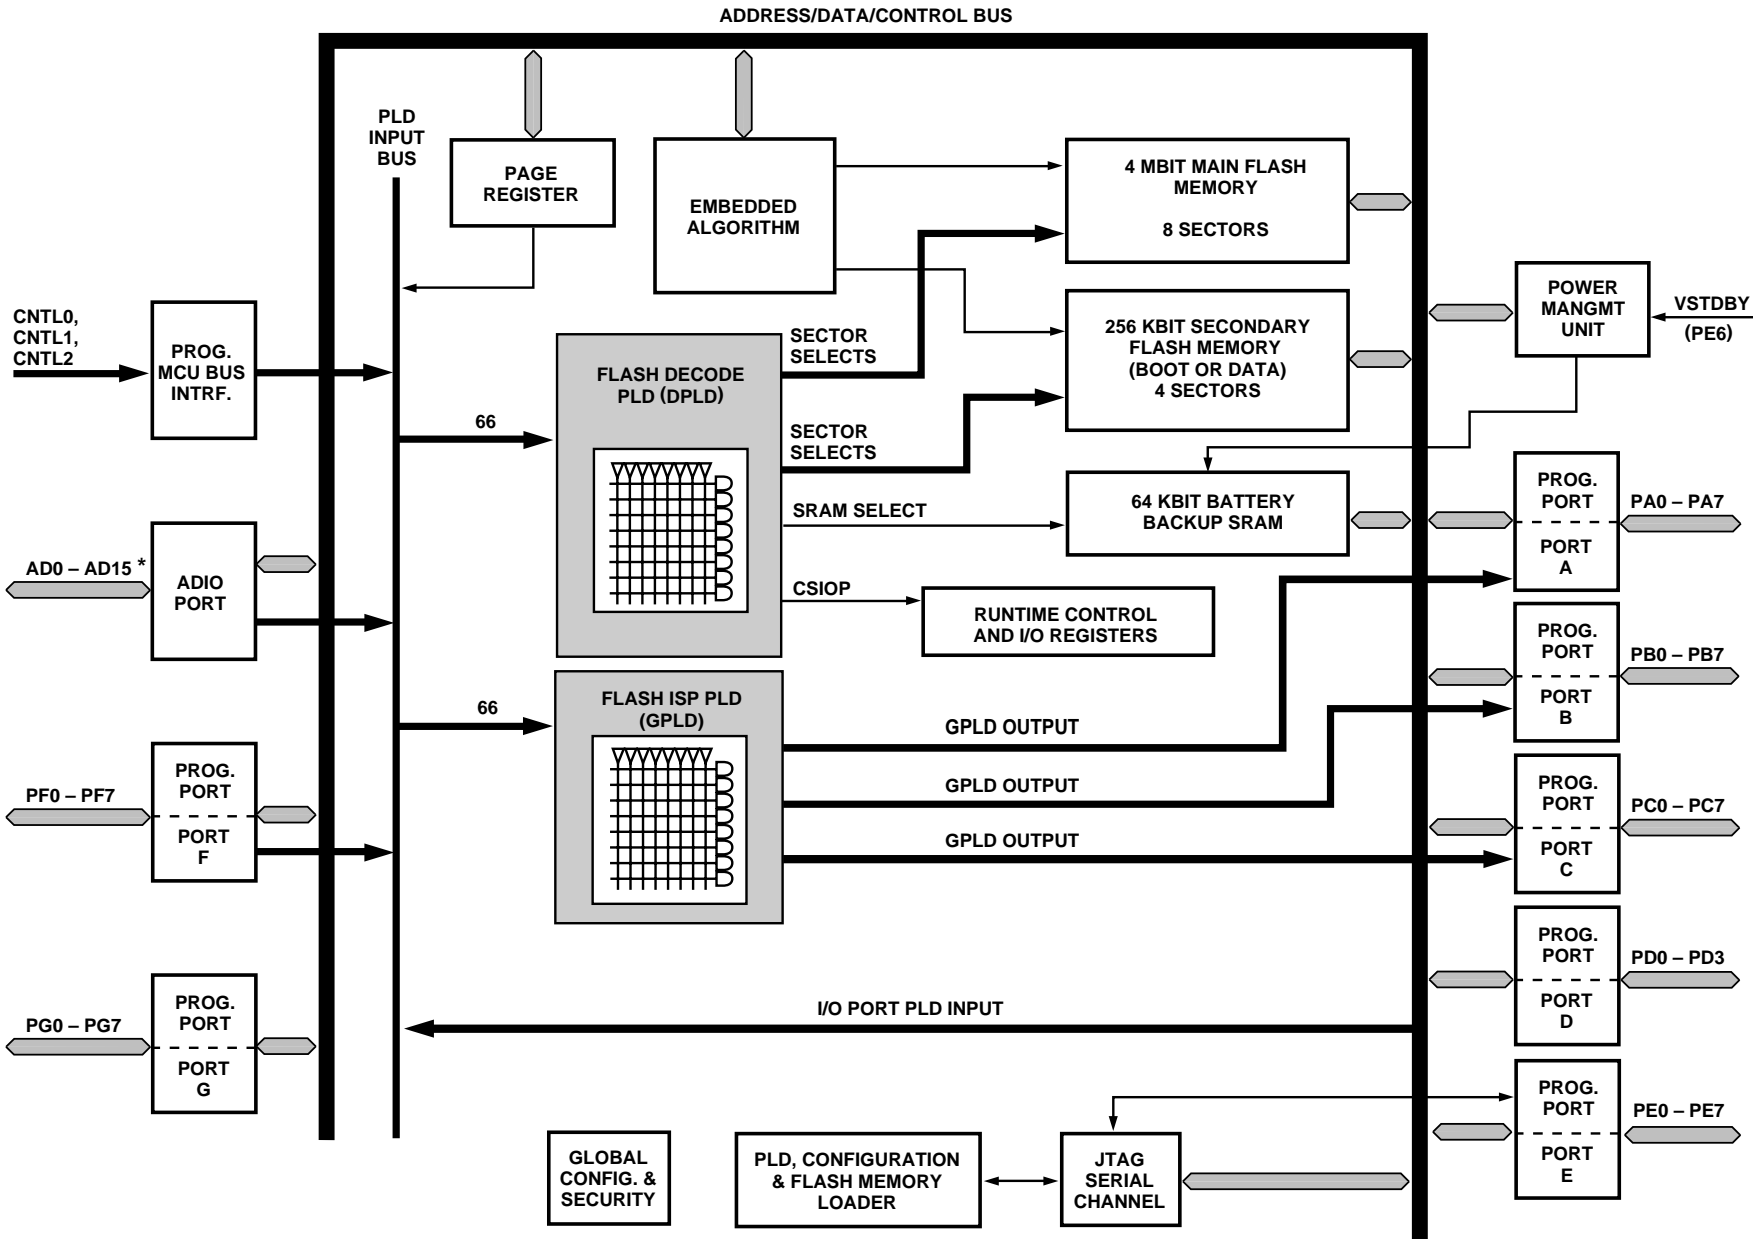 ADDRESS/DATA/CONTROL BUS
PLD
INPUT
BUS
PAGE
REGISTER
EMBEDDED
ALGORITHM
4 MBIT MAIN FLASH
MEMORY
8 SECTORS
CNTL0,
CNTL1,
CNTL2
PROG.
MCU BUS
INTRF.
SECTOR
SELECTS
256 KBIT SECONDARY
FLASH MEMORY
(BOOT OR DATA)
4 SECTORS
POWER
MANGMT
UNIT
VSTDBY
(PE6)
FLASH DECODE
PLD (DPLD)
66
SECTOR
SELECTS
SRAM SELECT
64 KBIT BATTERY
BACKUP SRAM
PROG.
PORT
PORT
A
PA0 – PA7
AD0 – AD15 *
ADIO
PORT
CSIOP
RUNTIME CONTROL
AND I/O REGISTERS
PROG.
PORT
PORT
B
PB0 – PB7
66
FLASH ISP PLD
(GPLD)
GPLD OUTPUT
GPLD OUTPUT
GPLD OUTPUT
PF0 – PF7
PROG.
PORT
PORT
F
PROG.
PORT
PORT
C
PC0 – PC7
PROG.
PORT
PORT
D
PD0 – PD3
PG0 – PG7
PROG.
PORT
PORT
G
I/O PORT PLD INPUT
GLOBAL
CONFIG. &
SECURITY
PLD, CONFIGURATION
& FLASH MEMORY
LOADER
JTAG
SERIAL
CHANNEL
PROG.
PORT
PORT
E
PE0 – PE7